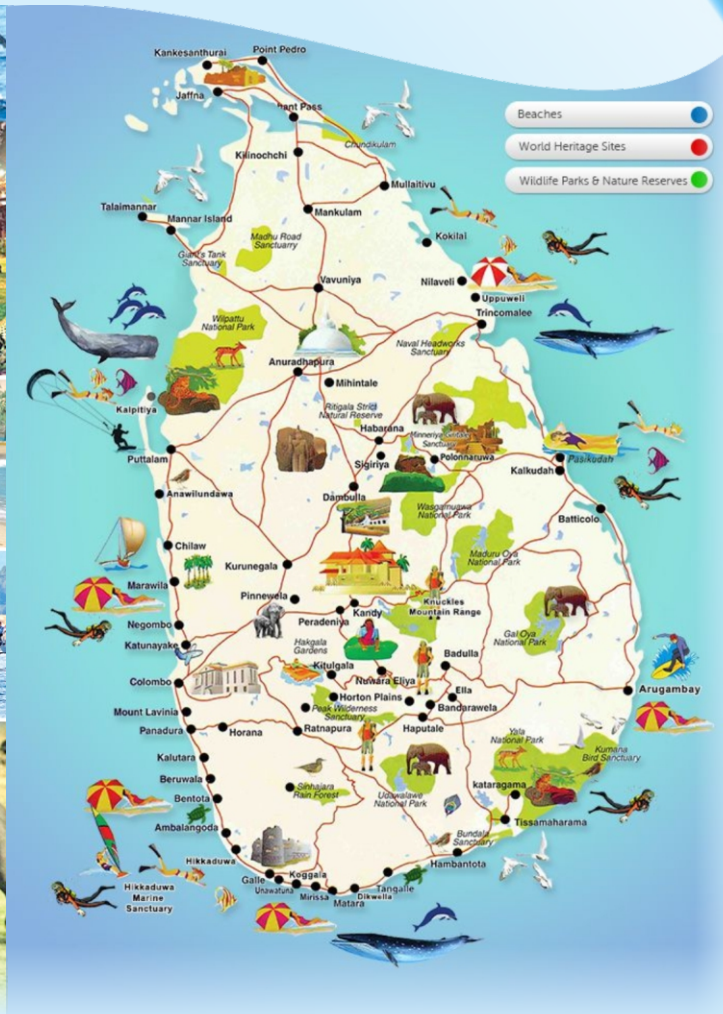 Kankesanthurai
Point Pedro
Jaffna
hant Pass
Beaches
World Heritage Sites
Wildlife Parks & Nature Reserves
Chundikulam
Kilinochchi
Mullaitivu
Talaimannar
Mannar Island
Mankulam
Madhu Road
Sanctuarry
Giant's Tank
Sanctuary
Kokilai
Vavuniya
Nilaveli
Uppuweli
Trincomalee
Wilpattu
National Park
Naval Headworks
Sanctuary
Anuradhapura
Mihintale
Kalpitiya
Ritigala Strict
Natural Reserve
Habarana
Minneriya
Sanctuary
Sigiriya
Polonnaruwa
Puttalam
Pasikudah
Kalkudah
Anawilundawa
Dambulla
Wasgamuawa
National Park
Batticolo
Chilaw
Maduru Oya
National Park
Kurunegala
Marawila
Pinnewela
Knuckles
Mountain Range
Kandy
Peradeniya
Negombo
Gal Oya
National Park
Katunayake
Hakgala
Gardens
Badulla
Kitulgala
Colombo
Nuwara Eliya
Ella
Arugambay
Horton Plains
Bandarawela
Peak Wilderness
Sanctuary
Mount Lavinia
Haputale
Panadura
Horana
Ratnapura
Yala
National Park
Kumana
Bird Sanctuary
Kalutara
Beruwala
Sinhajara
Rain Forest
Udawalawe
National Park
kataragama
Bentota
Tissamaharama
Ambalangoda
Bundala
Sanctuary
Hikkaduwa
Hambantota
Hikkaduwa
Marine
Sanctuary
Galle
Koggala
Unawatuna
Mirissa
Matara
Dikwella
Tangalle